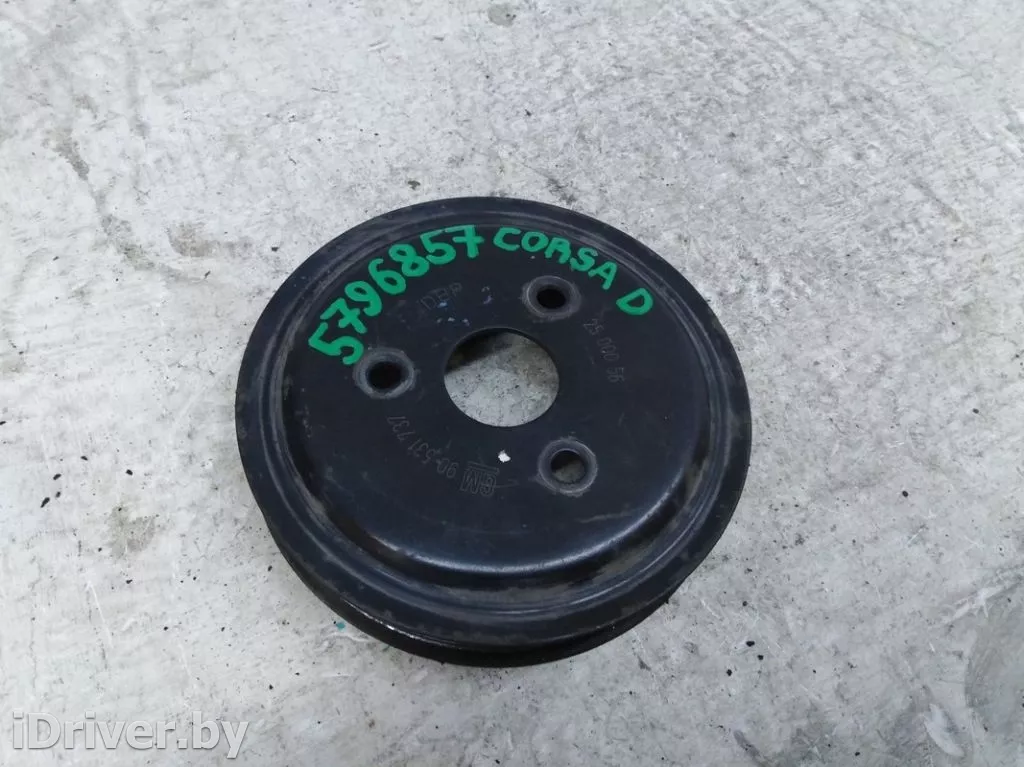 5796857 CORSA D
25 000 56
GM 90 531 737
iDriver.by